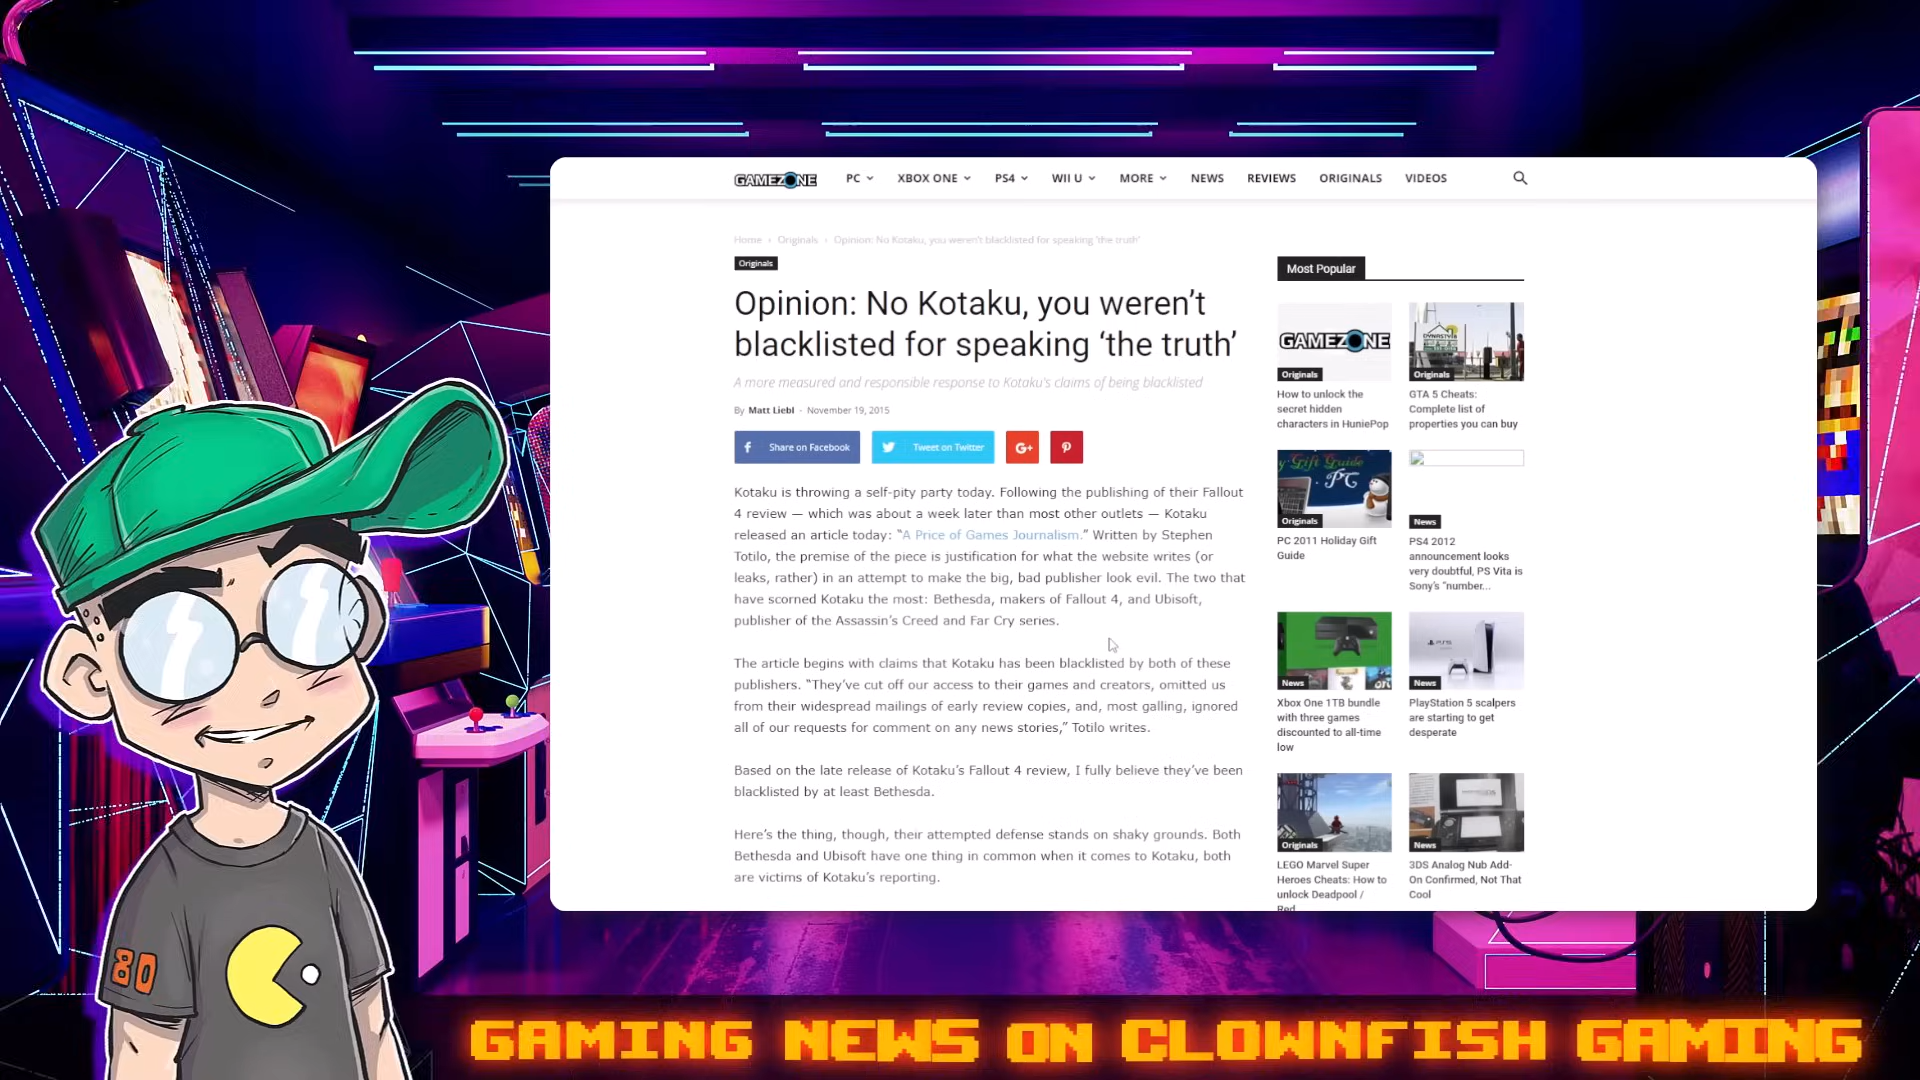 GAMEZONE PC XBOX ONE PS4 WII U MORE NEWS REVIEWS ORIGINALS VIDEOS
Home › Originals › Opinion: No Kotaku, you weren't blacklisted for speaking 'the truth'
Originals
Opinion: No Kotaku, you weren't
blacklisted for speaking ‘the truth’
A more measured and responsible response to Kotaku's claims of being blacklisted
By Matt Liebl - November 19, 2015
Share on Facebook
Tweet on Twitter
G+
Kotaku is throwing a self-pity party today. Following the publishing of their Fallout
4 review — which was about a week later than most other outlets — Kotaku
released an article today: “A Price of Games Journalism.” Written by Stephen
Totilo, the premise of the piece is justification for what the website writes (or
leaks, rather) in an attempt to make the big, bad publisher look evil. The two that
have scorned Kotaku the most: Bethesda, makers of Fallout 4, and Ubisoft,
publisher of the Assassin’s Creed and Far Cry series.
The article begins with claims that Kotaku has been blacklisted by both of these
publishers. “They’ve cut off our access to their games and creators, omitted us
from their widespread mailings of early review copies, and, most galling, ignored
all of our requests for comment on any news stories,” Totilo writes.
Based on the late release of Kotaku’s Fallout 4 review, I fully believe they’ve been
blacklisted by at least Bethesda.
Here’s the thing, though, their attempted defense stands on shaky grounds. Both
Bethesda and Ubisoft have one thing in common when it comes to Kotaku, both
are victims of Kotaku’s reporting.
Most Popular
GAMEZONE
Originals
How to unlock the
secret hidden
characters in HuniePop
Originals
GTA 5 Cheats:
Complete list of
properties you can buy
y Gift Guide
PC
Originals
PC 2011 Holiday Gift
Guide
News
PS4 2012
announcement looks
very doubtful, PS Vita is
Sony’s “number...
News
Xbox One 1TB bundle
with three games
discounted to all-time
low
News
PlayStation 5 scalpers
are starting to get
desperate
Originals
LEGO Marvel Super
Heroes Cheats: How to
unlock Deadpool /
Red
News
3DS Analog Nub Add-
On Confirmed, Not That
Cool
80
GAMING NEWS ON CLOWNFISH GAMING